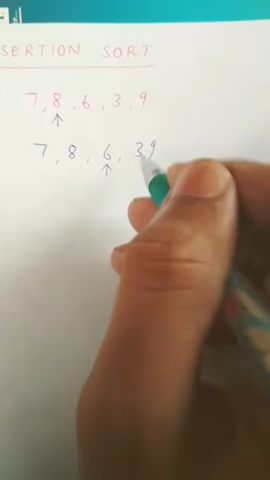 SERTION SORT
7, 8, 6, 3, 9
7, 8, 6, 3 9